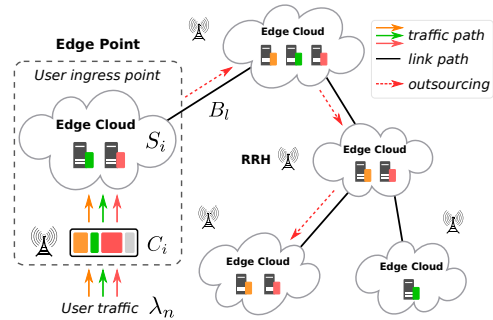 Edge Point
User ingress point
Edge Cloud
S_i
C_i
User traffic λ_n
B_l
Edge Cloud
RRH
Edge Cloud
Edge Cloud
Edge Cloud
traffic path
link path
outsourcing